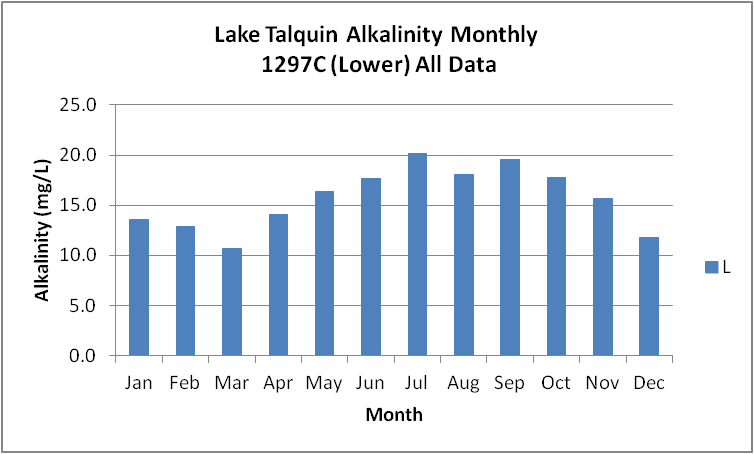 Lake Talquin Alkalinity Monthly
1297C (Lower) All Data
25.0
20.0
15.0
10.0
5.0
0.0
Alkalinity (mg/L)
Jan Feb Mar Apr May Jun Jul Aug Sep Oct Nov Dec
Month
L